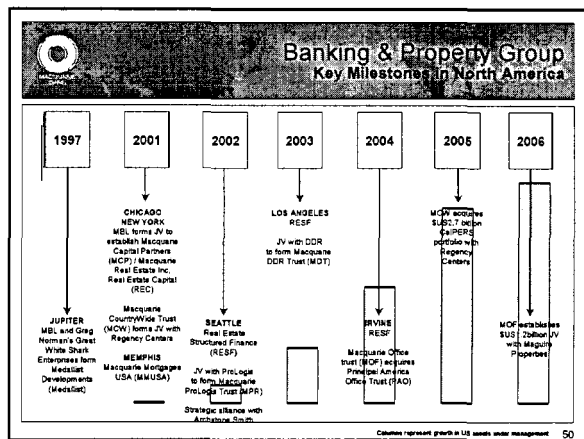 MACQUARIE
BANK
Banking & Property Group
Key Milestones in North America
1997
2001
2002
2003
2004
2005
2006
JUPITER
MBL and Greg
Norman's Great
White Shark
Enterprises form
Medallist
Developments
(Medallist)
CHICAGO
NEW YORK
MBL forms JV to
establish Macquarie
Capital Partners
(MCP) / Macquarie
Real Estate Inc,
Real Estate Capital
(REC)
Macquarie
CountryWide Trust
(MCW) forms JV with
Regency Centers
MEMPHIS
Macquarie Mortgages
USA (MMUSA)
SEATTLE
Real Estate
Structured Finance
(RESF)
JV with ProLogis
to form Macquarie
ProLogis Trust (MPR)
Strategic alliance with
Archstone Smith
LOS ANGELES
RESF
JV with DDR
to form Macquarie
DDR Trust (MDT)
IRVINE
RESF
Macquarie Office
trust (MOF) acquires
Principal America
Office Trust (PAO)
MCW acquires
$US2.7 billion
CalPERS
portfolio with
Regency
Centers
MOF establishes
$US1.2billion JV
with Maguire
Properties
Columns represent growth in US assets under management
50